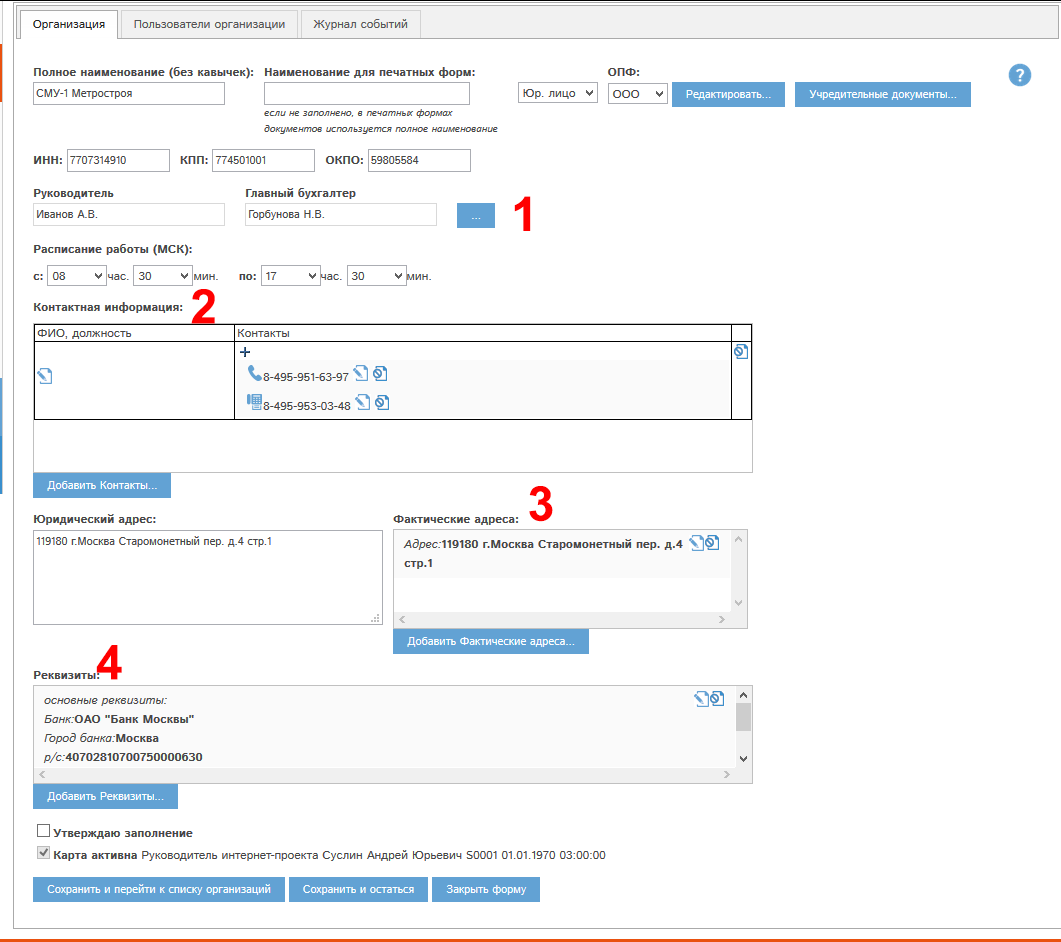 Организация Пользователи организации Журнал событий
Полное наименование (без кавычек): Наименование для печатных форм: ОПФ:
СМУ-1 Метростроя Юр. лицо ООО Редактировать... Учредительные документы... ?
если не заполнено, в печатных формах
документов используется полное наименование
ИНН: 7707314910 КПП: 774501001 ОКПО: 59805584
Руководитель Главный бухгалтер
Иванов А.В. Горбунова Н.В. ... 1
Расписание работы (МСК):
с: 08 час. 30 мин. по: 17 час. 30 мин.
Контактная информация: 2
ФИО, должность Контакты
8-495-951-63-97
8-495-953-03-48
Добавить Контакты...
Юридический адрес: Фактические адреса: 3
119180 г.Москва Старомонетный пер. д.4 стр.1 Адрес:119180 г.Москва Старомонетный пер. д.4
стр.1
Добавить Фактические адреса...
Реквизиты: 4
основные реквизиты:
Банк:ОАО "Банк Москвы"
Город банка:Москва
р/с:40702810700750000630
Добавить Реквизиты...
Утверждаю заполнение
Карта активна Руководитель интернет-проекта Суслин Андрей Юрьевич S0001 01.01.1970 03:00:00
Сохранить и перейти к списку организаций Сохранить и остаться Закрыть форму